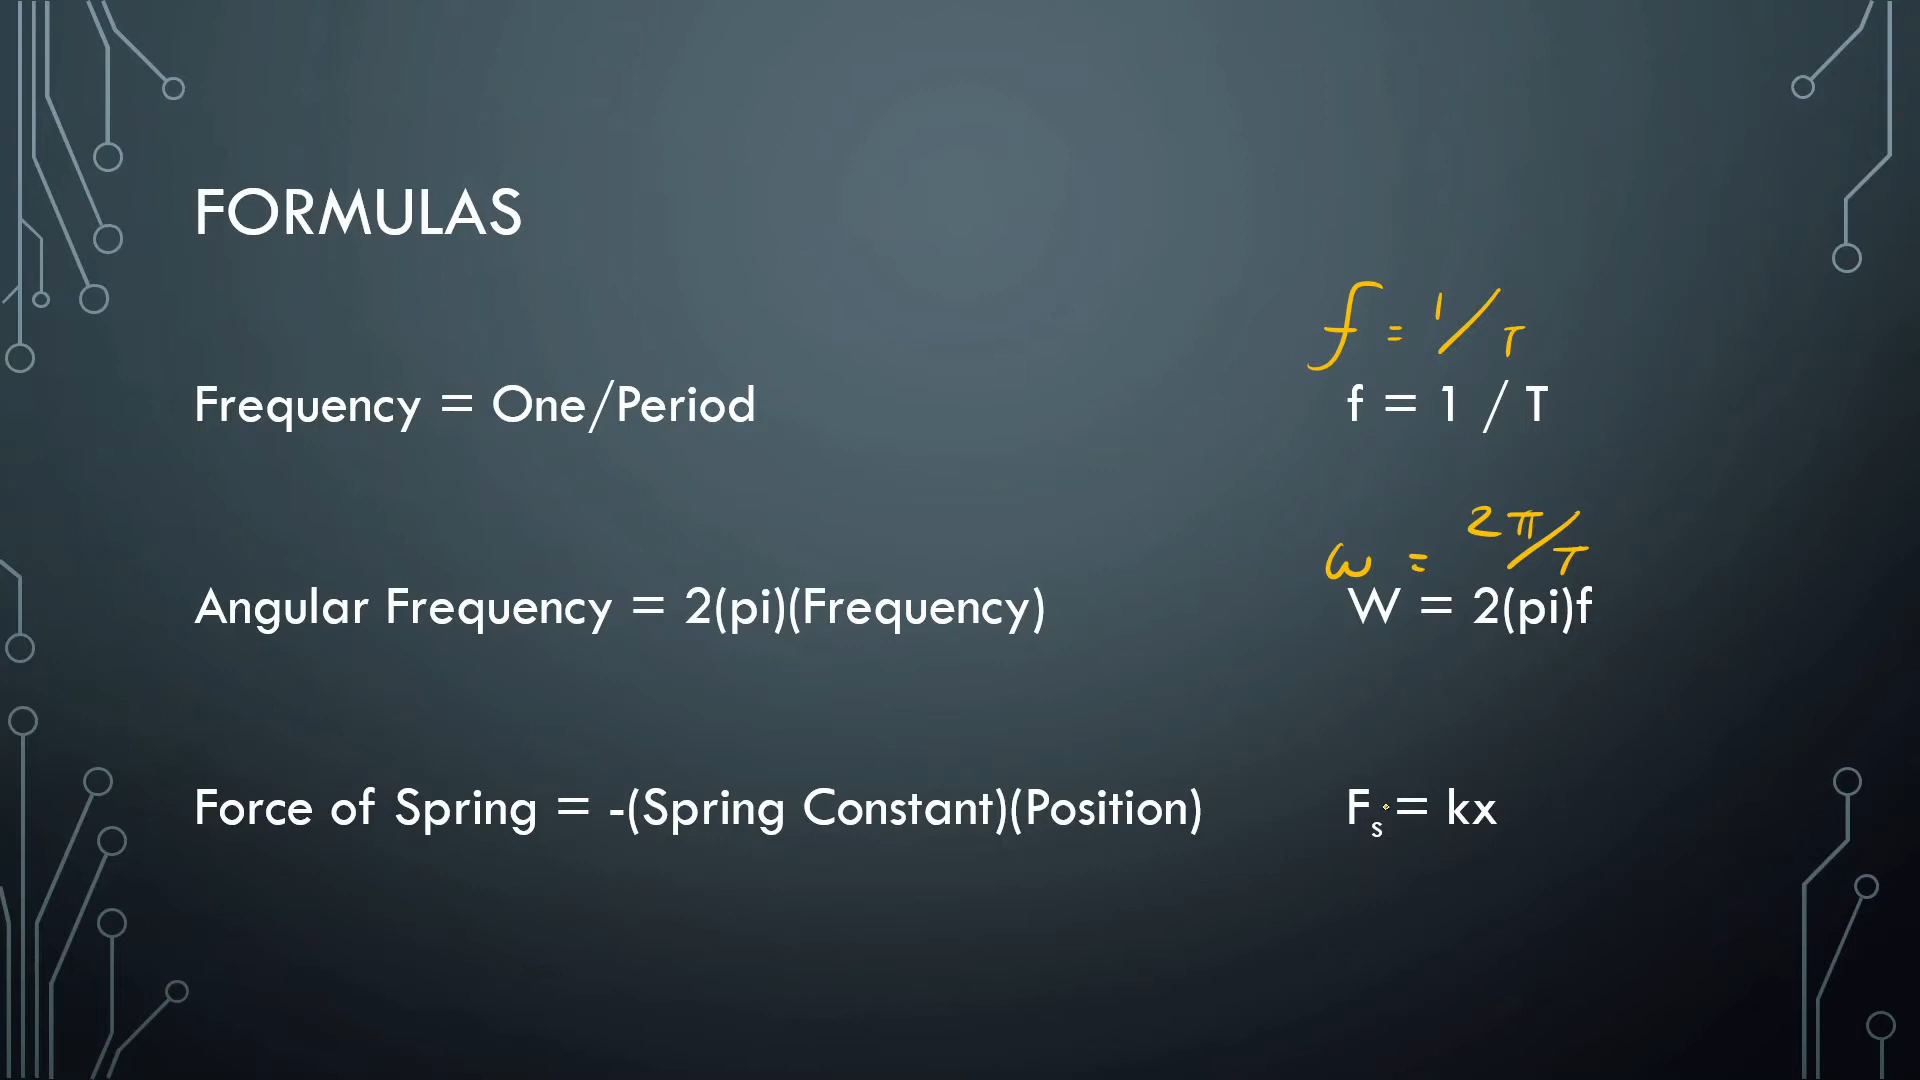 FORMULAS
f = 1/T
Frequency = One/Period f = 1 / T
ω = 2π/T
Angular Frequency = 2(pi)(Frequency) W = 2(pi)f
Force of Spring = -(Spring Constant)(Position) Fs = kx